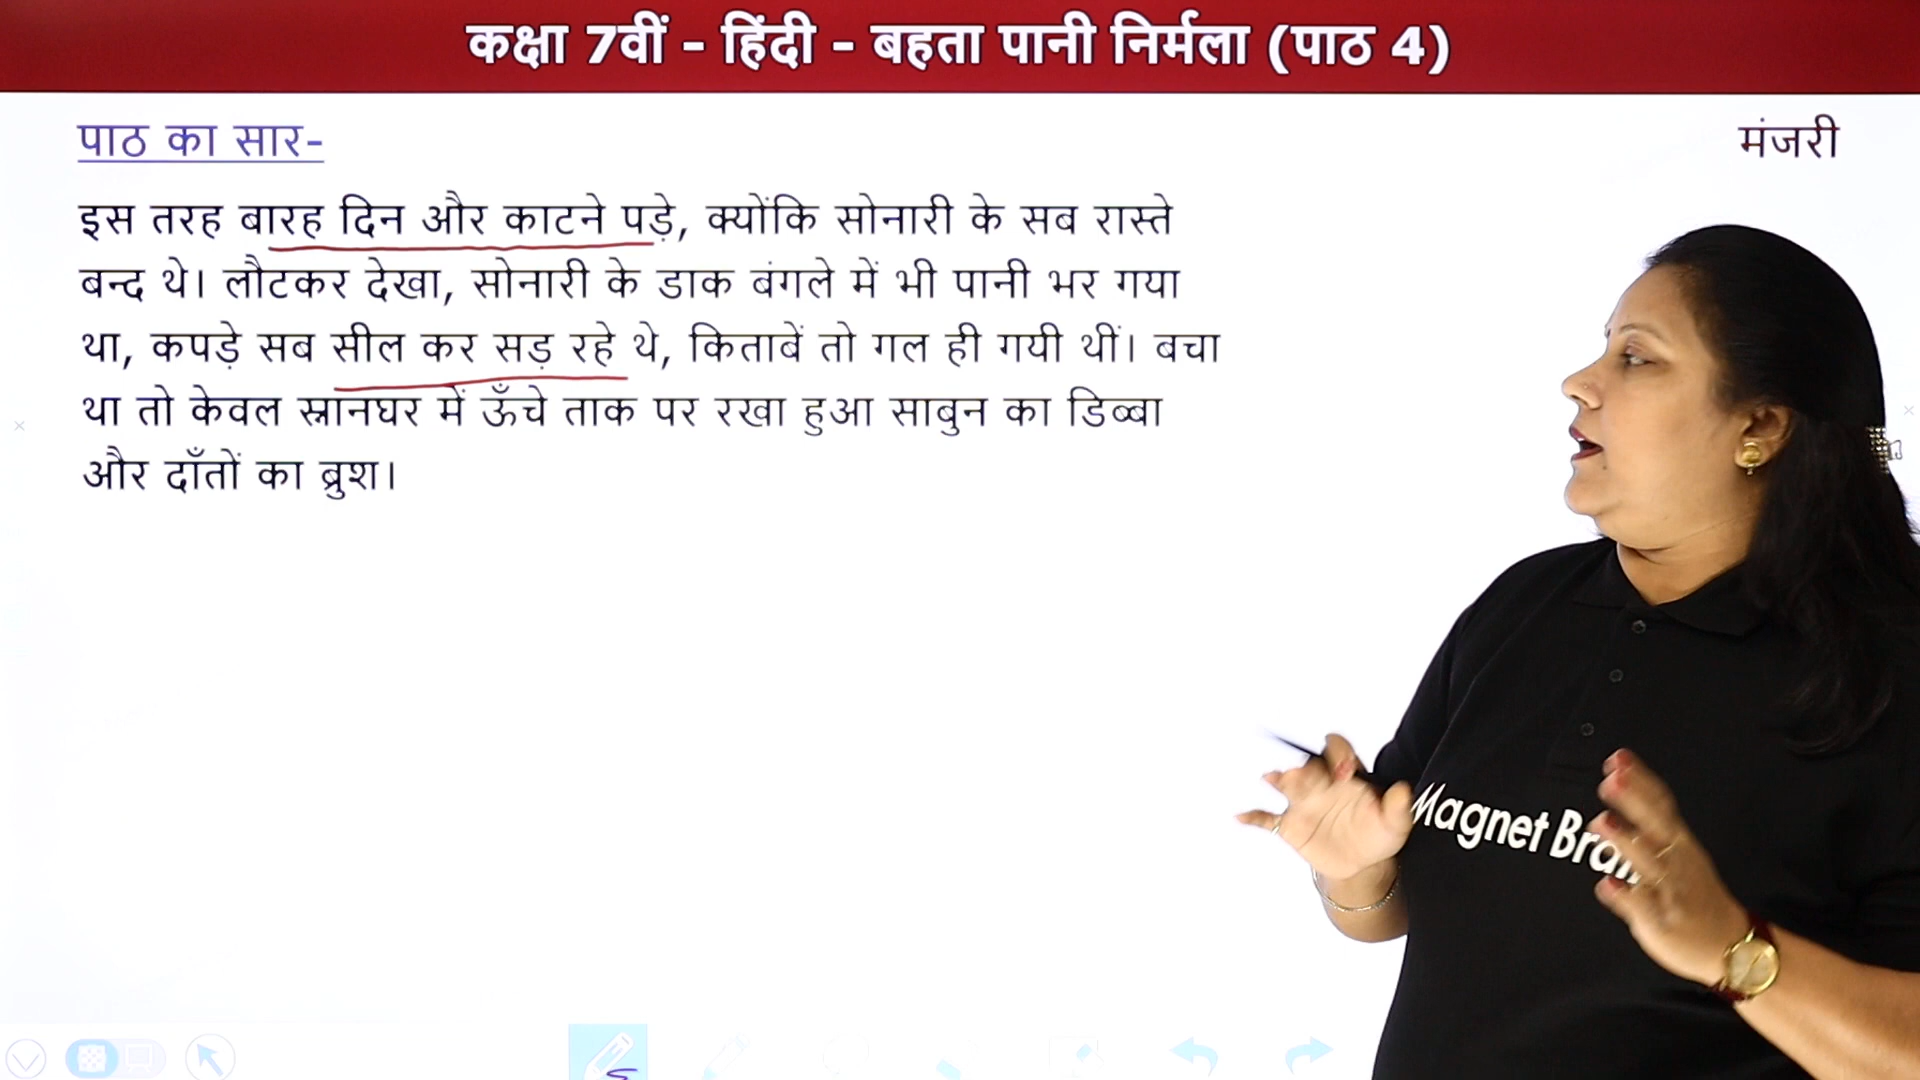 कक्षा 7वीं - हिंदी - बहता पानी निर्मला (पाठ 4)
पाठ का सार-
मंजरी
इस तरह बारह दिन और काटने पड़े, क्योंकि सोनारी के सब रास्ते
बन्द थे। लौटकर देखा, सोनारी के डाक बंगले में भी पानी भर गया
था, कपड़े सब सील कर सड़ रहे थे, किताबें तो गल ही गयी थीं। बचा
था तो केवल स्नानघर में ऊँचे ताक पर रखा हुआ साबुन का डिब्बा
और दाँतों का ब्रुश।
Magnet Brain